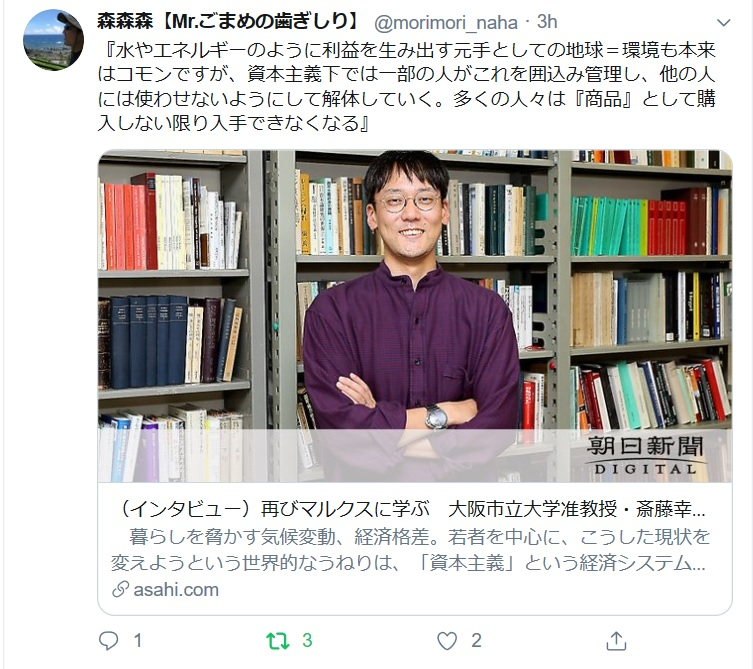 森森森【Mr.ごまめの歯ぎしり】 @morimori_naha · 3h
『水やエネルギーのように利益を生み出す元手としての地球＝環境も本来
はコモンですが、資本主義下では一部の人がこれを囲込み管理し、他の人
には使わせないようにして解体していく。多くの人々は『商品』として購
入しない限り入手できなくなる』
朝日新聞
DIGITAL
（インタビュー）再びマルクスに学ぶ　大阪市立大学准教授・斎藤幸...
暮らしを脅かす気候変動、経済格差。若者を中心に、こうした現状を
変えようという世界的なうねりは、「資本主義」という経済システム...
asahi.com
1 3 2